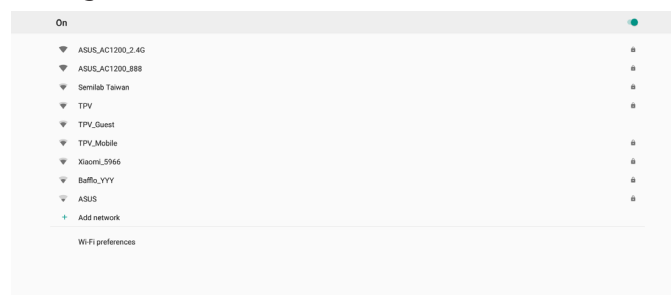 On
ASUS_AC1200_2.4G
ASUS_AC1200_888
Semilab Taiwan
TPV
TPV_Guest
TPV_Mobile
Xiaomi_5966
Bafflo_YYY
ASUS
+ Add network
Wi-Fi preferences